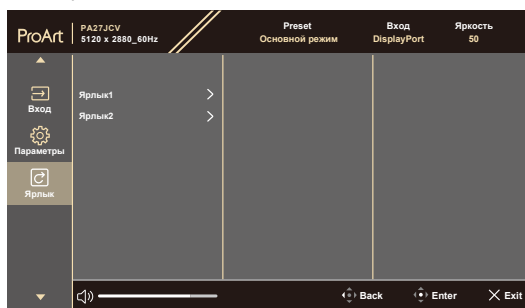 ProArt
PA27JCV
5120 x 2880_60Hz
Preset
Основной режим
Вход
DisplayPort
Яркость
50
Вход
Параметры
Ярлык
Ярлык1
Ярлык2
Back
Enter
Exit